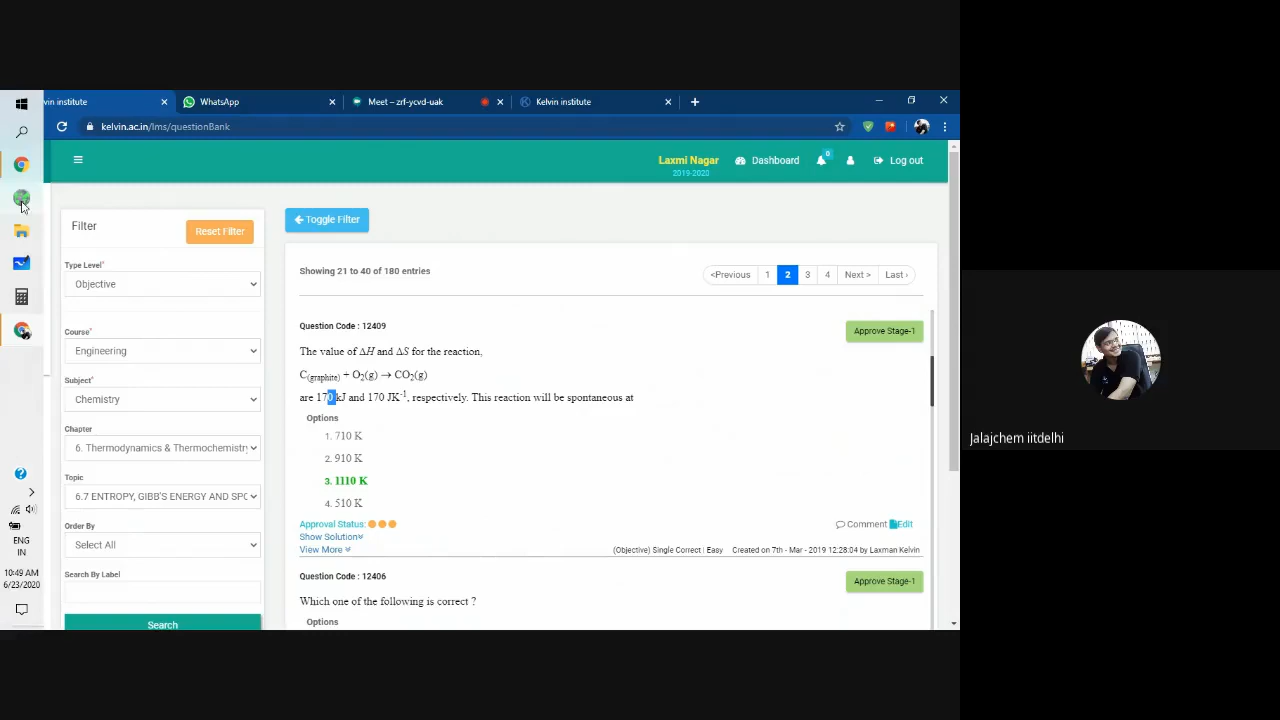 vin institute
WhatsApp
Meet – zrf-ycvd-uak
Kelvin institute
kelvin.ac.in/lms/questionBank
Laxmi Nagar
2019-2020
Dashboard
0
Log out
Filter
Reset Filter
Type Level*
Objective
Course*
Engineering
Subject*
Chemistry
Chapter
6. Thermodynamics & Thermochemistry
Topic
6.7 ENTROPY, GIBB'S ENERGY AND SPO
Order By
Select All
Search By Label
Search
Toggle Filter
Showing 21 to 40 of 180 entries
<Previous 1 2 3 4 Next > Last ›
Question Code : 12409
Approve Stage-1
The value of ΔH and ΔS for the reaction,
C(graphite) + O2(g) → CO2(g)
are 170 kJ and 170 JK-1, respectively. This reaction will be spontaneous at
Options
1. 710 K
2. 910 K
3. 1110 K
4. 510 K
Approval Status:
Comment Edit
Show Solution
View More
(Objective) Single Correct | Easy Created on 7th - Mar - 2019 12:28:04 by Laxman Kelvin
Question Code : 12406
Approve Stage-1
Which one of the following is correct ?
Options
ENG
IN
10:49 AM
6/23/2020
Jalajchem iitdelhi